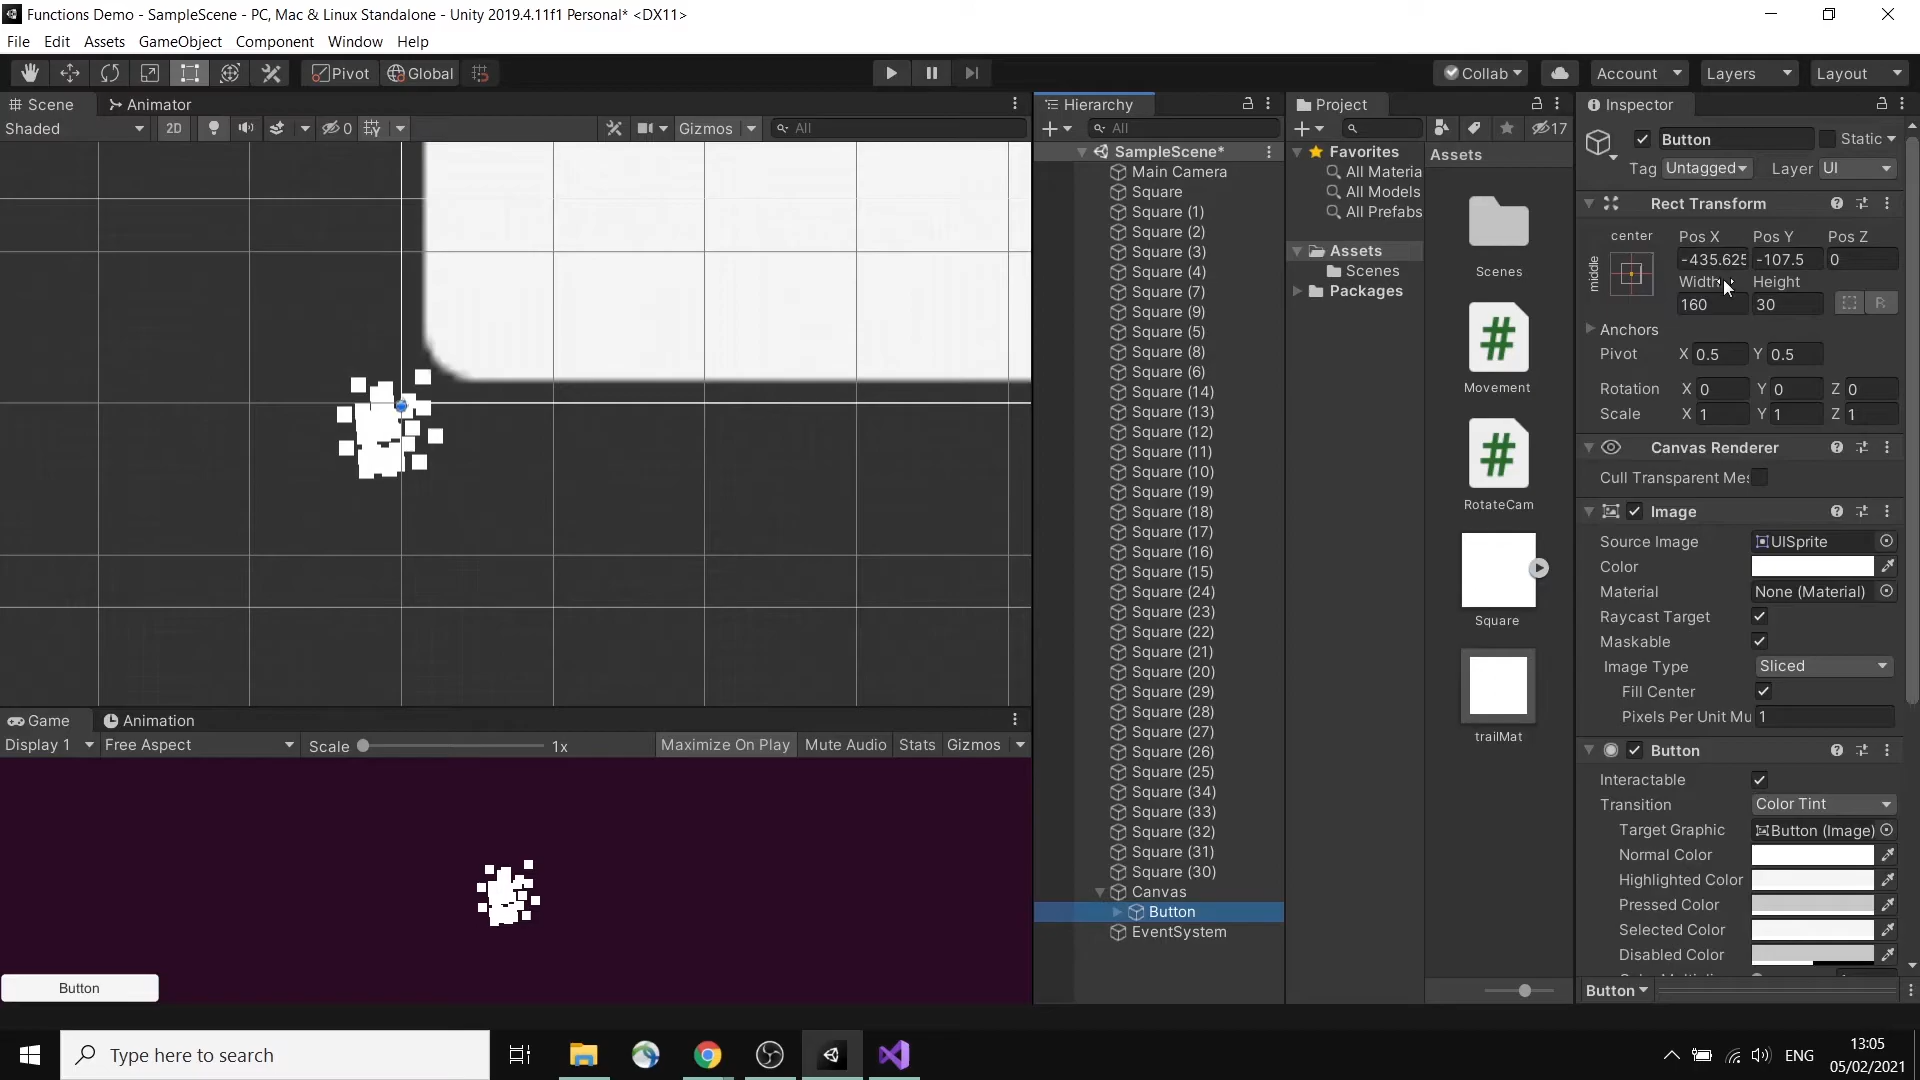 Functions Demo - SampleScene - PC, Mac & Linux Standalone - Unity 2019.4.11f1 Personal* <DX11>
File Edit Assets GameObject Component Window Help
Pivot Global Collab Account Layers Layout
Scene Animator
Shaded 2D 0 Gizmos All
Hierarchy
All
SampleScene*
Main Camera
Square
Square (1)
Square (2)
Square (3)
Square (4)
Square (7)
Square (9)
Square (5)
Square (8)
Square (6)
Square (14)
Square (13)
Square (12)
Square (11)
Square (10)
Square (19)
Square (18)
Square (17)
Square (16)
Square (15)
Square (24)
Square (23)
Square (22)
Square (21)
Square (20)
Square (29)
Square (28)
Square (27)
Square (26)
Square (25)
Square (34)
Square (33)
Square (32)
Square (31)
Square (30)
Canvas
Button
EventSystem
Project
17
Favorites
All Materia
All Models
All Prefabs
Assets
Scenes
Packages
Assets
Scenes
#
Movement
#
RotateCam
Square
trailMat
Inspector
Button Static
Tag Untagged Layer UI
Rect Transform
center Pos X Pos Y Pos Z
middle -435.625 -107.5 0
Width Height
160 30 R
Anchors
Pivot X 0.5 Y 0.5
Rotation X 0 Y 0 Z 0
Scale X 1 Y 1 Z 1
Canvas Renderer
Cull Transparent Mes
Image
Source Image UISprite
Color
Material None (Material)
Raycast Target
Maskable
Image Type Sliced
Fill Center
Pixels Per Unit Mu 1
Button
Interactable
Transition Color Tint
Target Graphic Button (Image)
Normal Color
Highlighted Color
Pressed Color
Selected Color
Disabled Color
Button
Game Animation
Display 1 Free Aspect Scale 1x Maximize On Play Mute Audio Stats Gizmos
Button
Type here to search
ENG
13:05
05/02/2021